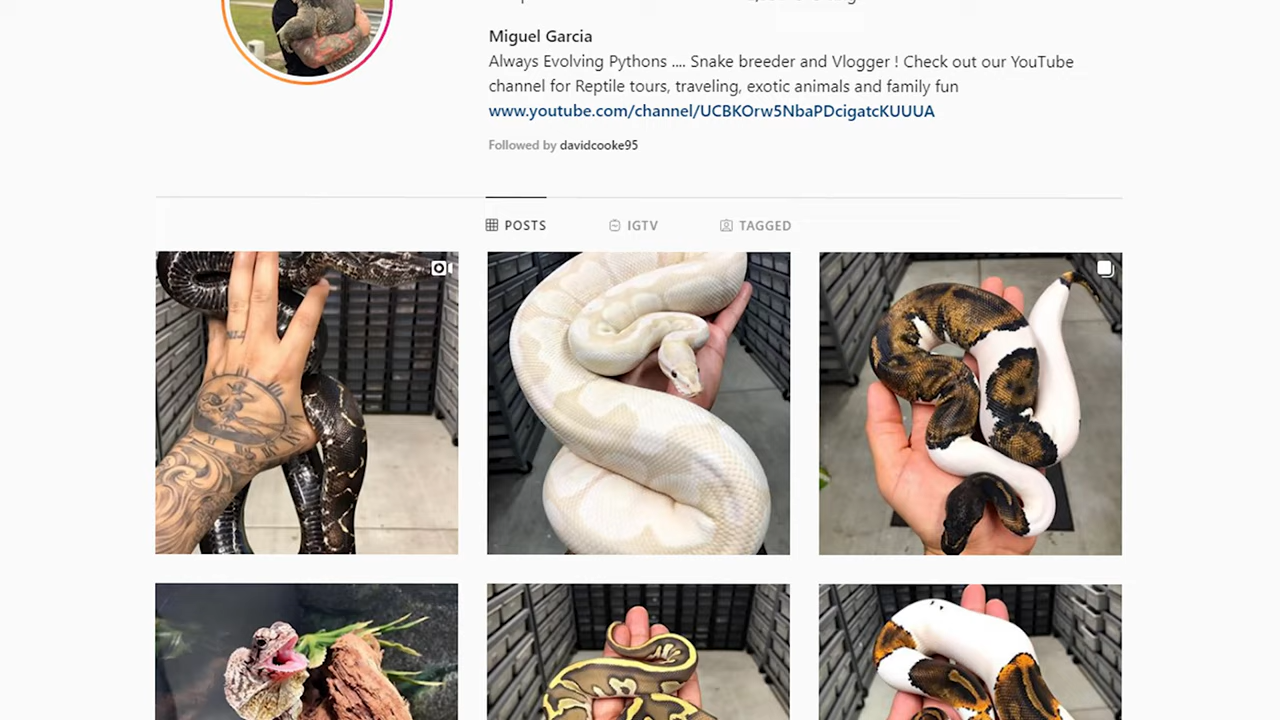 Miguel Garcia
Always Evolving Pythons .... Snake breeder and Vlogger ! Check out our YouTube
channel for Reptile tours, traveling, exotic animals and family fun
www.youtube.com/channel/UCBKOrw5NbaPDcigatcKUUUA
Followed by davidcooke95
POSTS IGTV TAGGED